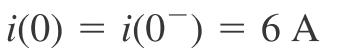 i(0) = i(0⁻) = 6 A